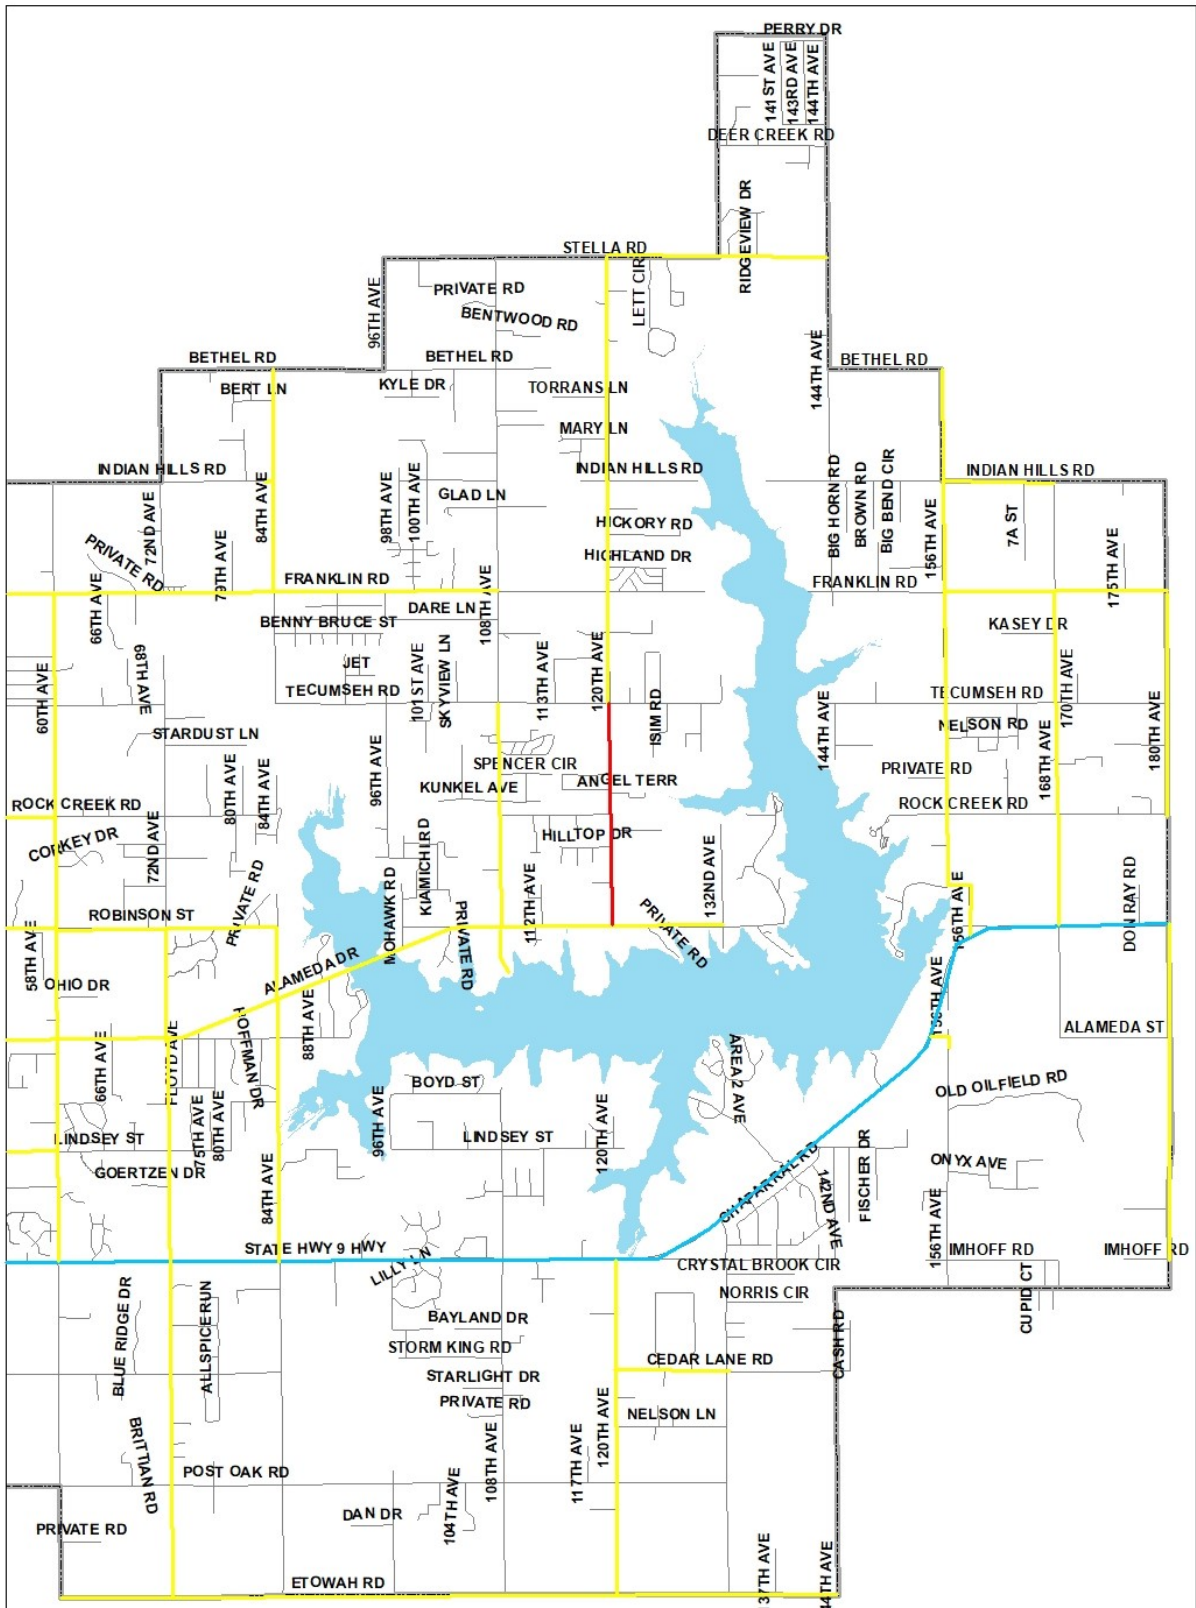 PERRY DR
141ST AVE
143RD AVE
144TH AVE
DEER CREEK RD
RIDGEVIEW DR
STELLA RD
LETT CIR
PRIVATE RD
BENTWOOD RD
96TH AVE
BETHEL RD
BETHEL RD
BETHEL RD
144TH AVE
BERT LN
KYLE DR
TORRANS LN
MARY LN
INDIAN HILLS RD
INDIAN HILLS RD
INDIAN HILLS RD
84TH AVE
98TH AVE
100TH AVE
GLAD LN
BIG HORN RD
BROWN RD
BIG BEND CIR
156TH AVE
7A ST
175TH AVE
72ND AVE
HICKORY RD
PRIVATE RD
79TH AVE
HIGHLAND DR
FRANKLIN RD
FRANKLIN RD
66TH AVE
108TH AVE
DARE LN
BENNY BRUCE ST
KASEY DR
68TH AVE
JET
101ST AVE
SKYVIEW LN
113TH AVE
120TH AVE
60TH AVE
TECUMSEH RD
TECUMSEH RD
170TH AVE
ISIM RD
144TH AVE
NELSON RD
180TH AVE
STARDUST LN
96TH AVE
SPENCER CIR
168TH AVE
80TH AVE
84TH AVE
KUNKEL AVE
ANGEL TERR
PRIVATE RD
ROCK CREEK RD
ROCK CREEK RD
CORKEY DR
72ND AVE
KIAMICHI RD
HILLTOP DR
132ND AVE
PRIVATE RD
MOHAWK RD
112TH AVE
156TH AVE
DON RAY RD
ROBINSON ST
PRIVATE RD
PRIVATE RD
58TH AVE
ALAMEDA DR
OHIO DR
156TH AVE
88TH AVE
HOFFMAN DR
FLOYD AVE
66TH AVE
ALAMEDA ST
AREA 2 AVE
BOYD ST
OLD OILFIELD RD
75TH AVE
80TH AVE
96TH AVE
120TH AVE
LINDSEY ST
LINDSEY ST
GOERTZEN DR
CHAPARRAL RD
FISCHER DR
ONYX AVE
84TH AVE
142ND AVE
156TH AVE
STATE HWY 9 HWY
IMHOFF RD
IMHOFF RD
LILLY LN
CRYSTAL BROOK CIR
CUPID CT
BLUE RIDGE DR
ALLSPICE RUN
NORRIS CIR
BAYLAND DR
CASH RD
STORM KING RD
CEDAR LANE RD
STARLIGHT DR
PRIVATE RD
120TH AVE
NELSON LN
BRITTIAN RD
108TH AVE
117TH AVE
POST OAK RD
104TH AVE
DAN DR
PRIVATE RD
137TH AVE
ETOWAH RD